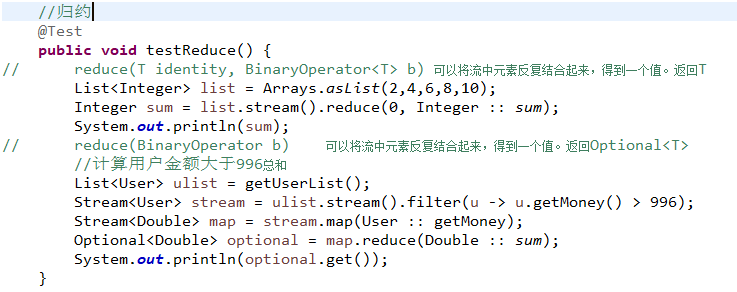 //归约
@Test
public void testReduce() {
// reduce(T identity, BinaryOperator<T> b) 可以将流中元素反复结合起来，得到一个值。返回T
List<Integer> list = Arrays.asList(2,4,6,8,10);
Integer sum = list.stream().reduce(0, Integer :: sum);
System.out.println(sum);
// reduce(BinaryOperator b) 可以将流中元素反复结合起来，得到一个值。返回Optional<T>
//计算用户金额大于996总和
List<User> ulist = getUserList();
Stream<User> stream = ulist.stream().filter(u -> u.getMoney() > 996);
Stream<Double> map = stream.map(User :: getMoney);
Optional<Double> optional = map.reduce(Double :: sum);
System.out.println(optional.get());
}